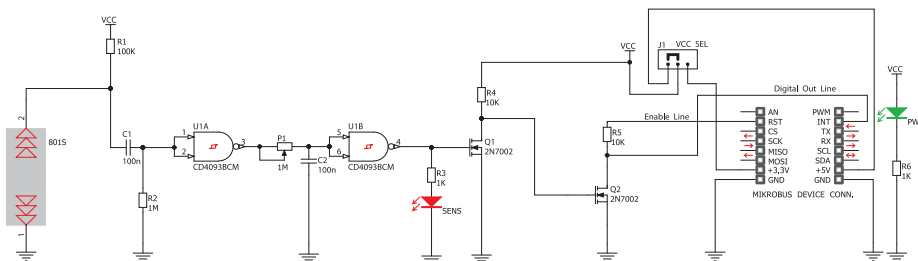 VCC
R1
100K
2
801S
1
C1
100n
R2
1M
U1A
1
2
3
CD4093BCM
P1
1M
C2
100n
U1B
5
6
4
CD4093BCM
R3
1K
SENS
R4
10K
Q1
2N7002
R5
10K
Q2
2N7002
VCC
J1
VCC SEL
Digital Out Line
Enable Line
AN
RST
CS
SCK
MISO
MOSI
+3.3V
GND
PWM
INT
TX
RX
SCL
SDA
+5V
GND
MIKROBUS DEVICE CONN.
VCC
R6
1K